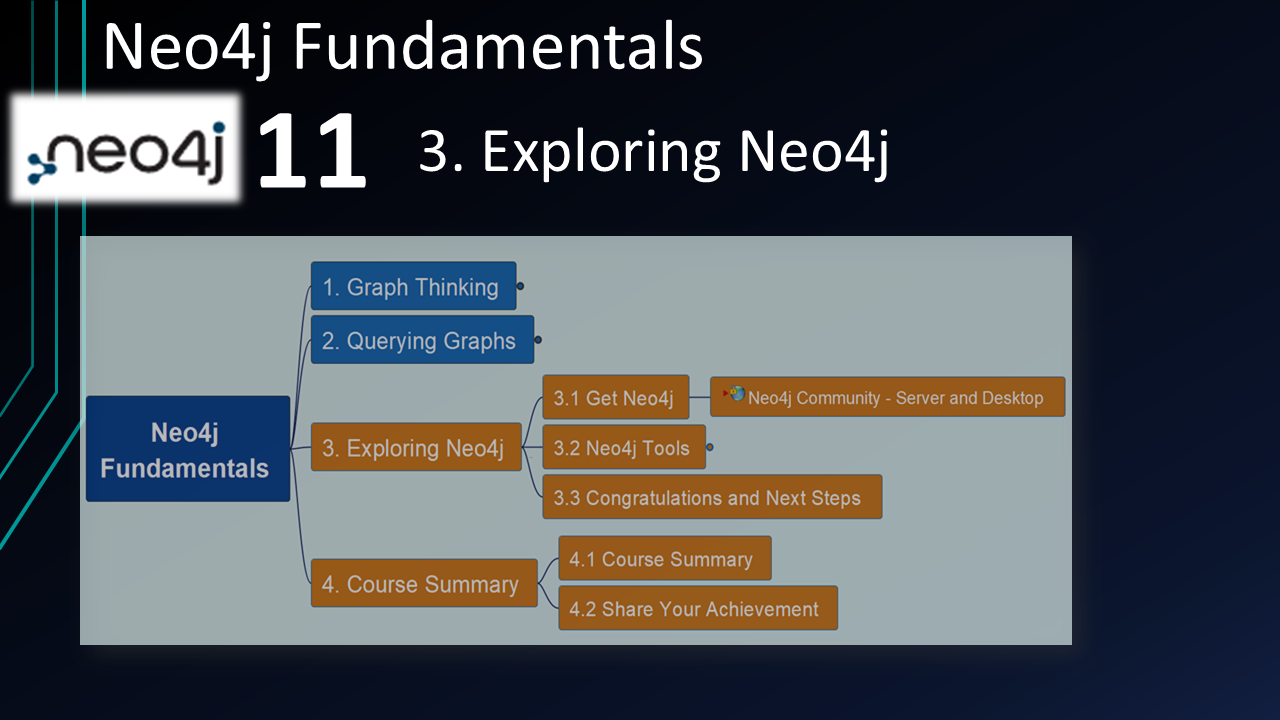 Neo4j Fundamentals
neo4j
11
3. Exploring Neo4j
1. Graph Thinking
2. Querying Graphs
3.1 Get Neo4j
Neo4j Community - Server and Desktop
Neo4j
Fundamentals
3. Exploring Neo4j
3.2 Neo4j Tools
3.3 Congratulations and Next Steps
4. Course Summary
4.1 Course Summary
4.2 Share Your Achievement